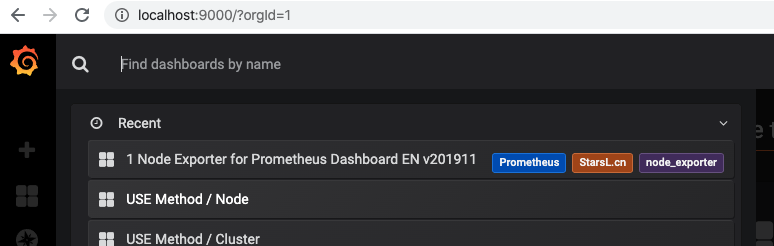 localhost:9000/?orgId=1
Find dashboards by name
Recent
1 Node Exporter for Prometheus Dashboard EN v201911 Prometheus StarsL.cn node_exporter
USE Method / Node
USE Method / Cluster